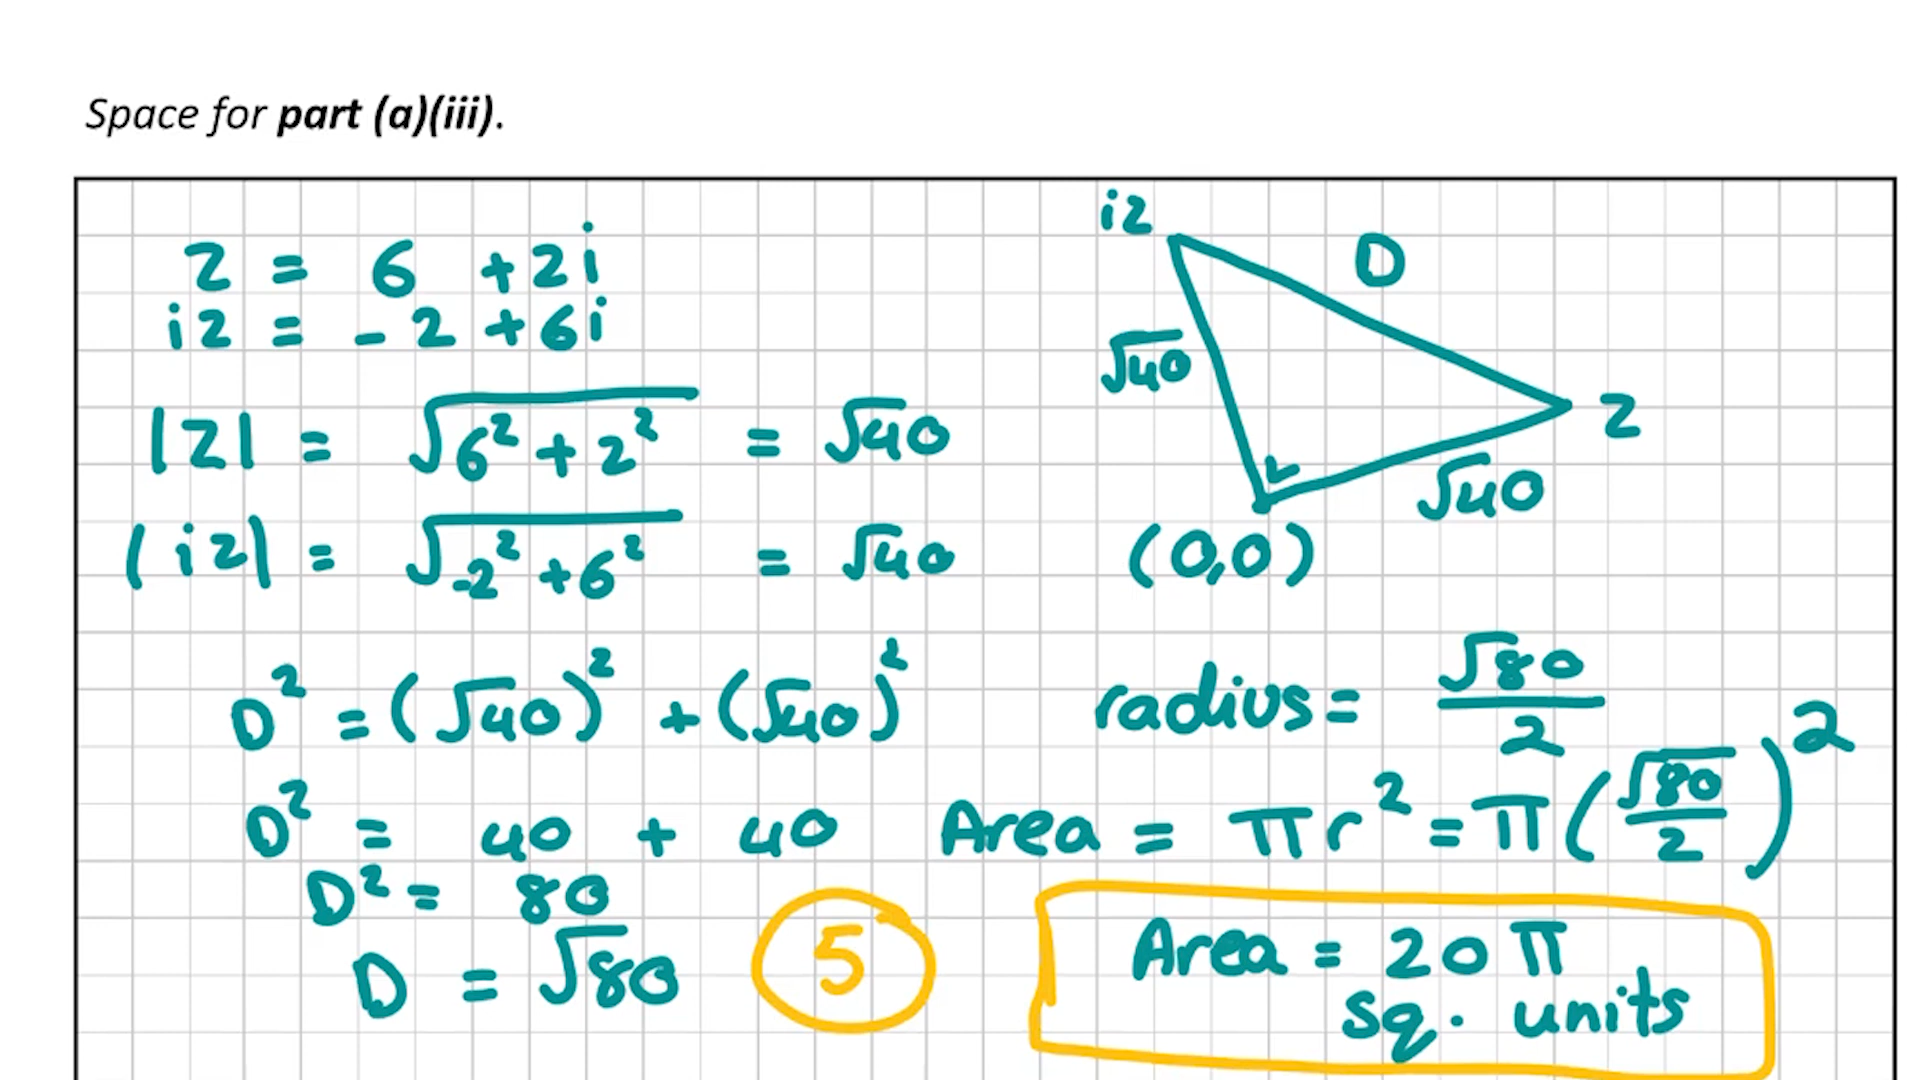 Space for part (a)(iii).
z = 6 + 2i
iz = - 2 + 6i
|z| = √6² + 2² = √40
|iz| = √-2² + 6² = √40
D² = (√40)² + (√40)²
D² = 40 + 40
D² = 80
D = √80
5
iz
D
√40
z
√40
(0,0)
radius = √80/2
Area = πr² = π(√80/2)²
Area = 20π
sq. units